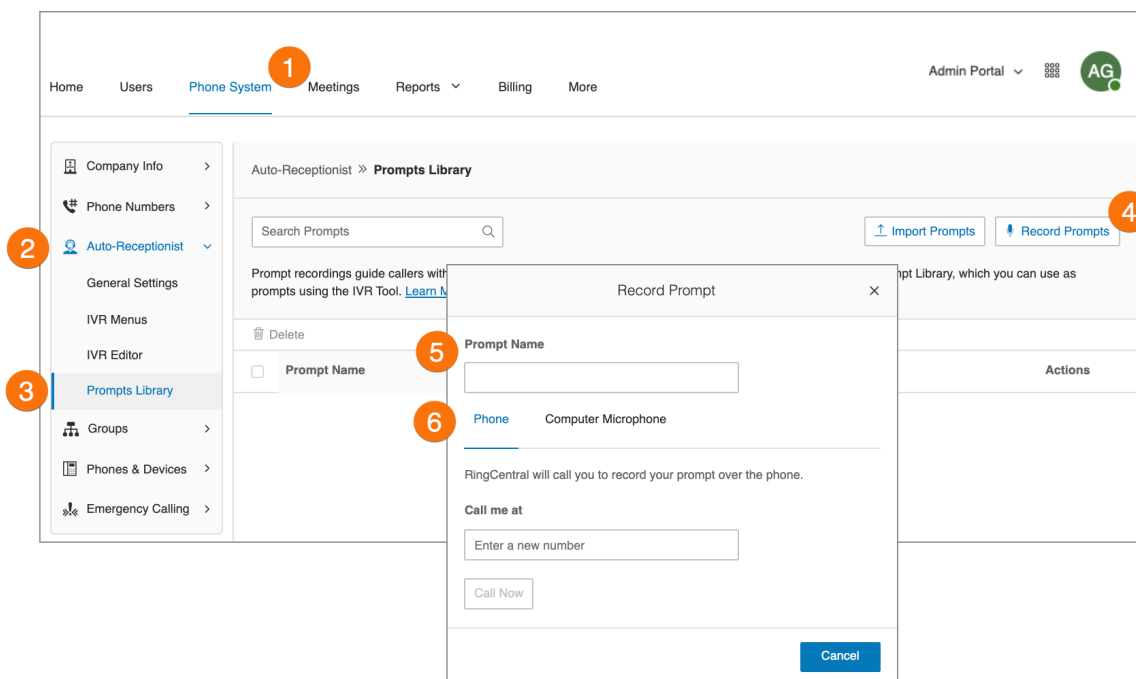 1
Admin Portal
AG
Home Users Phone System Meetings Reports Billing More
Company Info
Phone Numbers
2
Auto-Receptionist
General Settings
IVR Menus
IVR Editor
3
Prompts Library
Groups
Phones & Devices
Emergency Calling
Auto-Receptionist » Prompts Library
4
Search Prompts
Import Prompts
Record Prompts
Prompt recordings guide callers with
prompts using the IVR Tool. Learn
Library, which you can use as
Delete
Prompt Name
Actions
Record Prompt
5
Prompt Name
6
Phone Computer Microphone
RingCentral will call you to record your prompt over the phone.
Call me at
Enter a new number
Call Now
Cancel